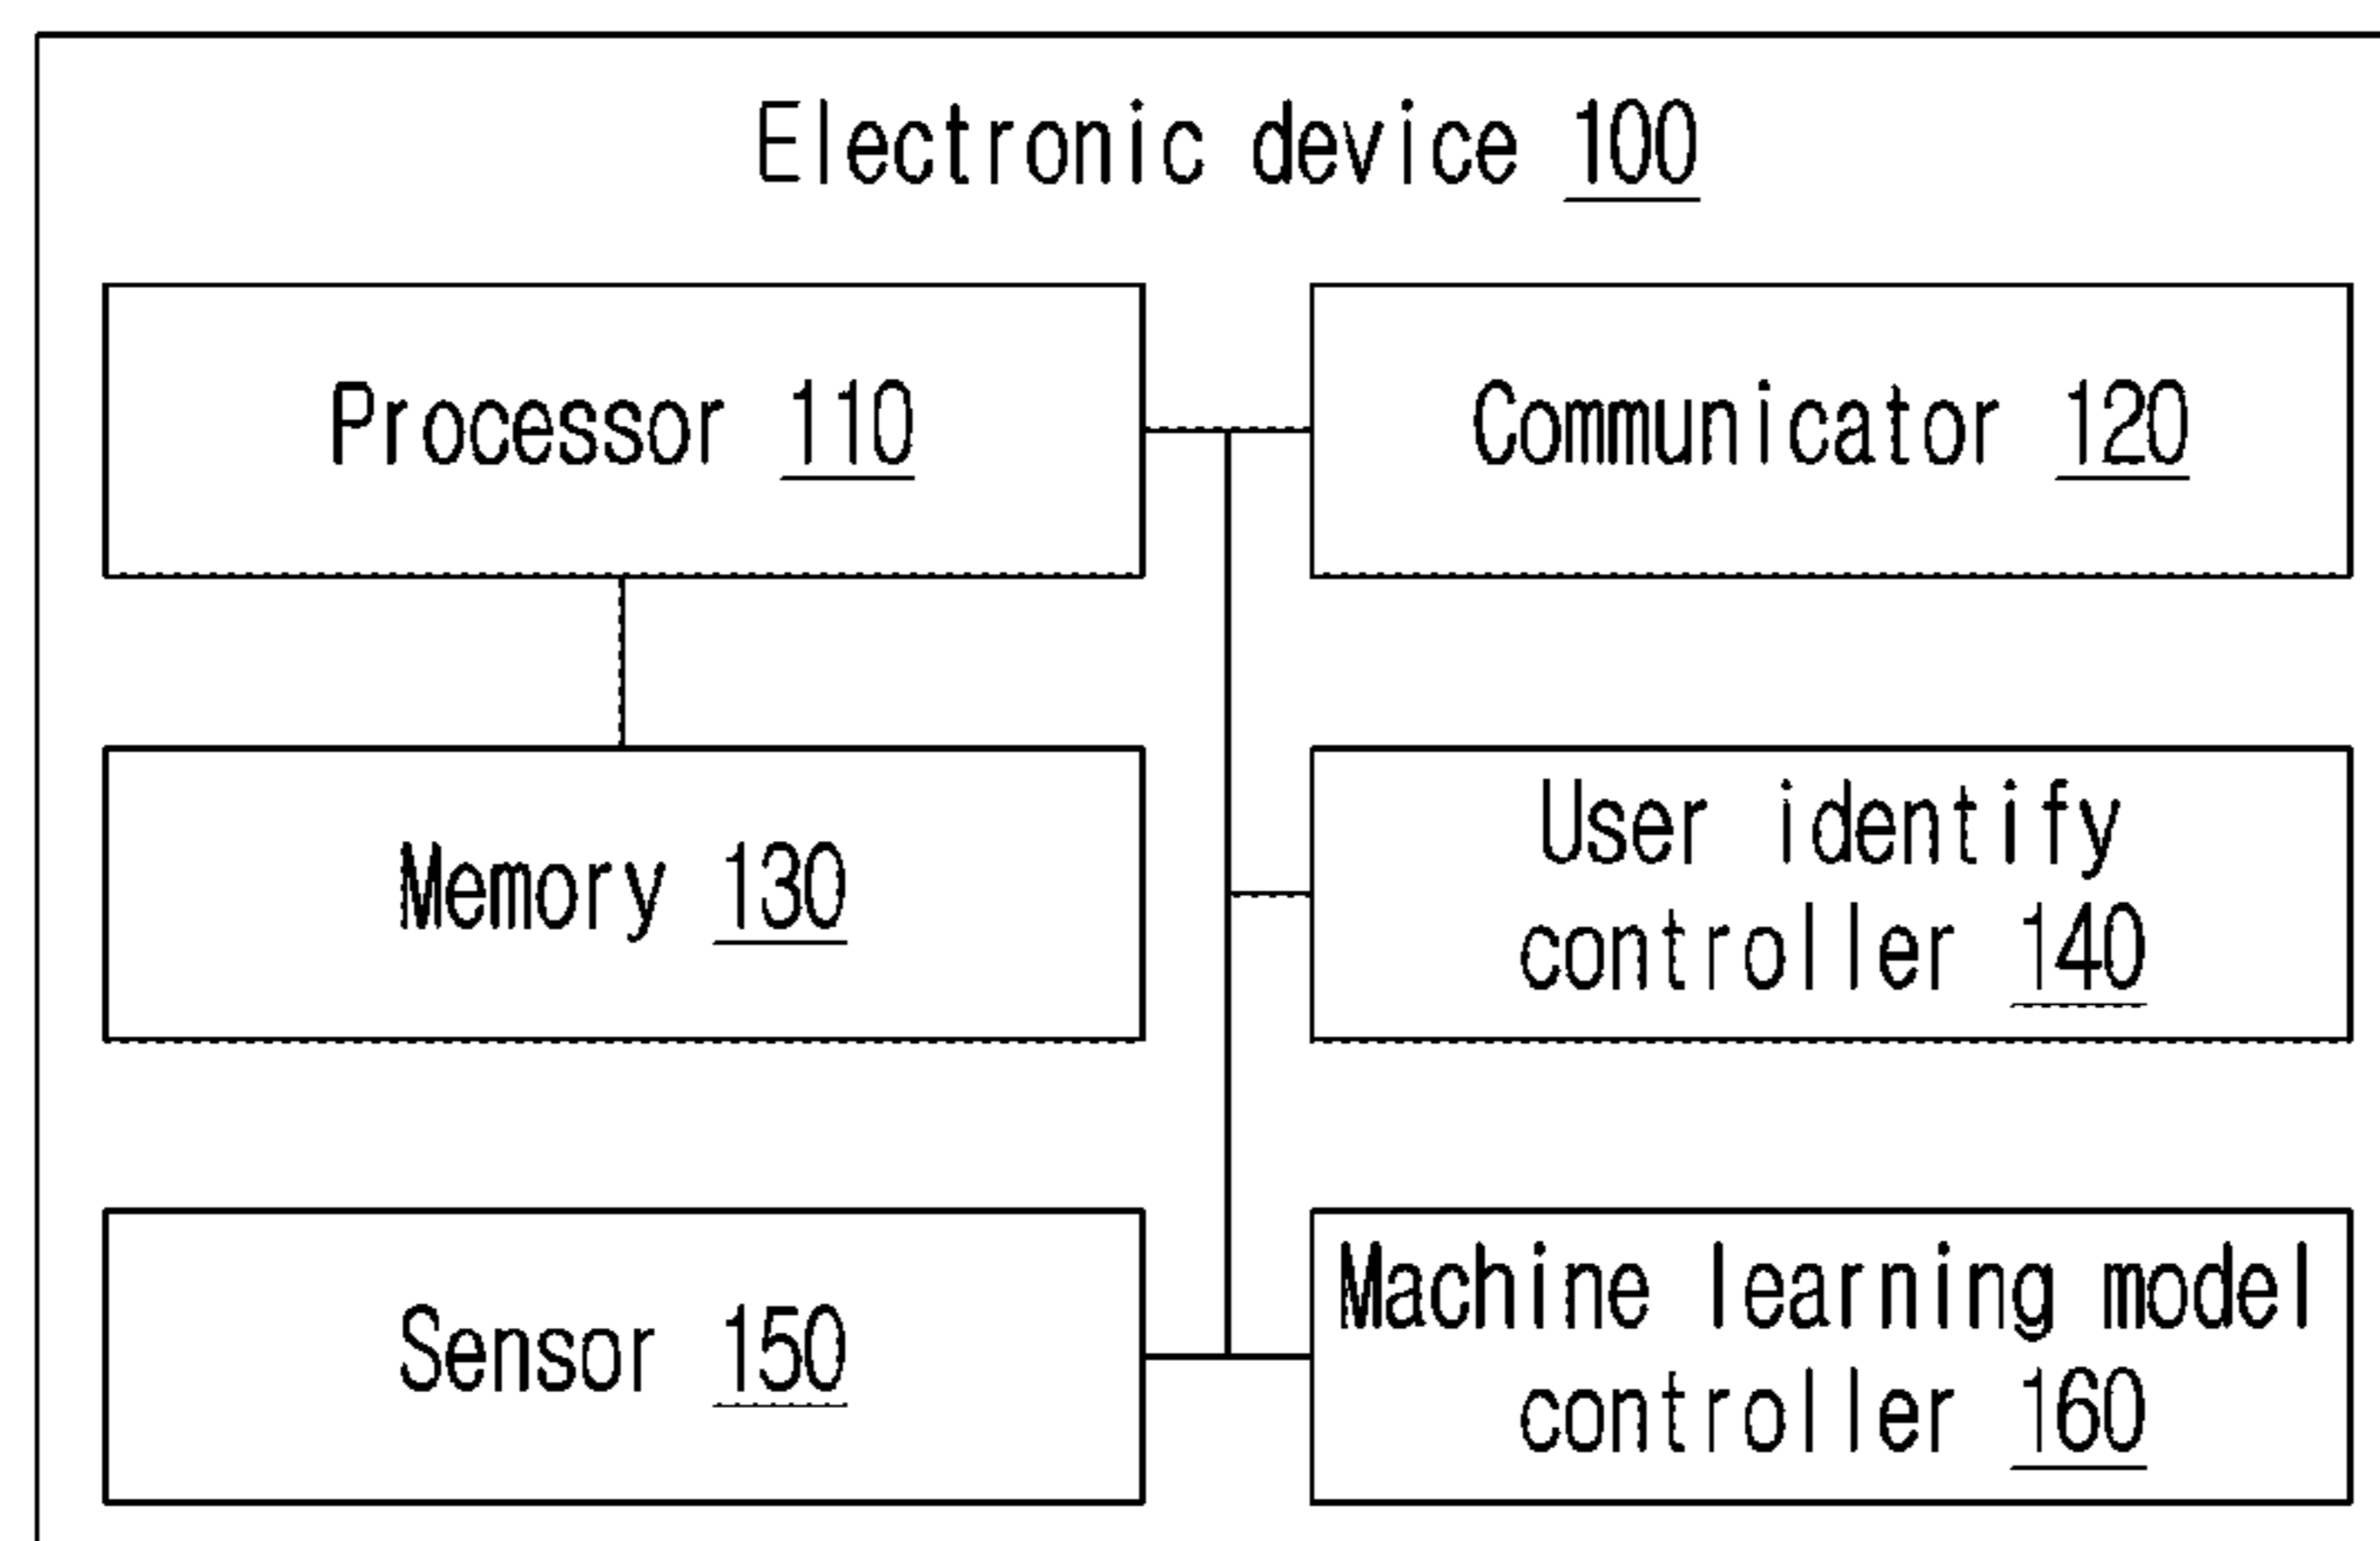 Electronic device 100
Processor 110
Communicator 120
Memory 130
User identify
controller 140
Sensor 150
Machine learning model
controller 160